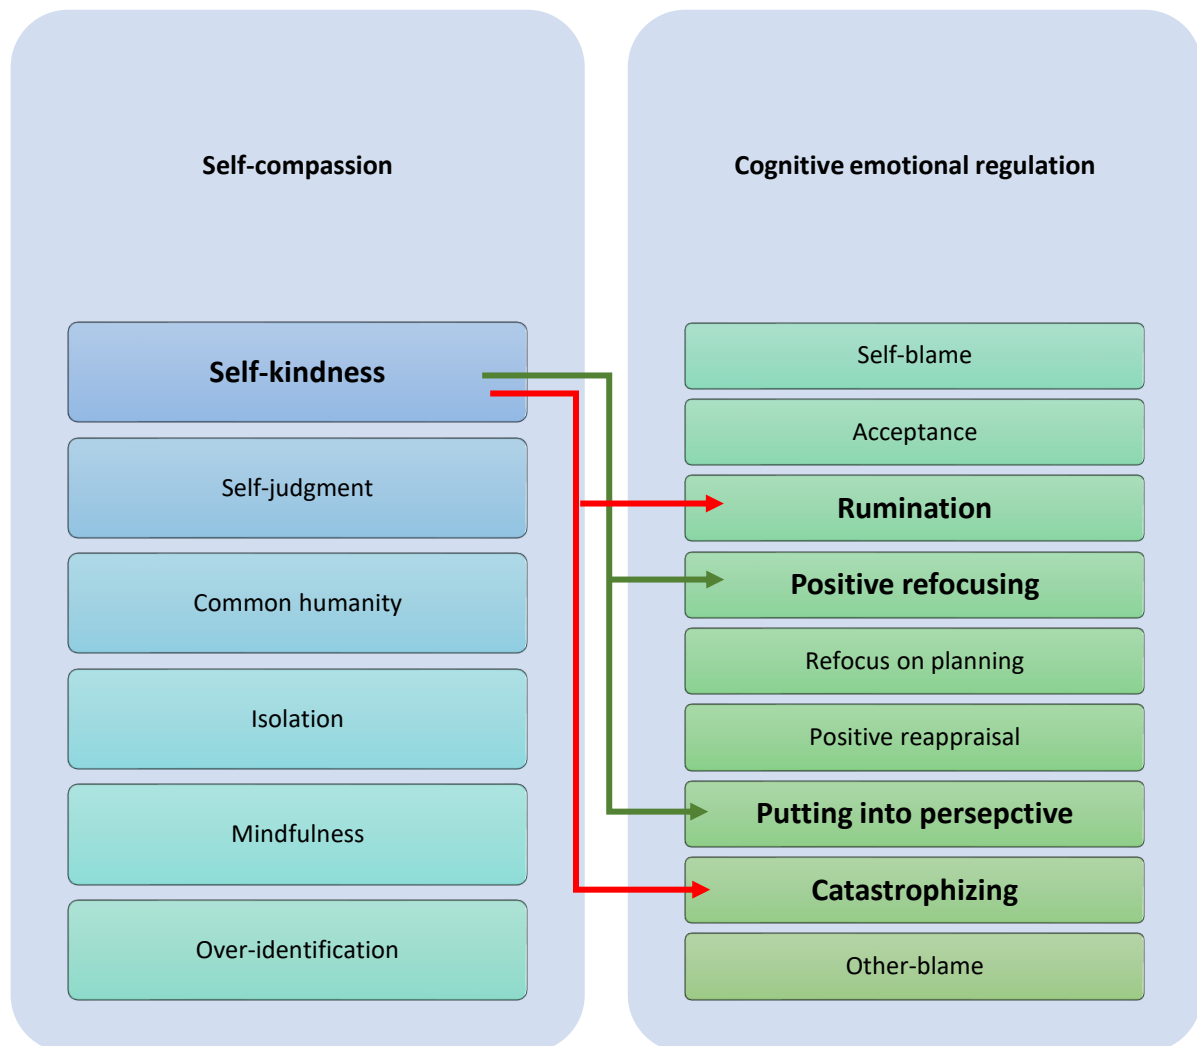 Self-compassion
Self-kindness
Self-judgment
Common humanity
Isolation
Mindfulness
Over-identification
Cognitive emotional regulation
Self-blame
Acceptance
Rumination
Positive refocusing
Refocus on planning
Positive reappraisal
Putting into persepctive
Catastrophizing
Other-blame